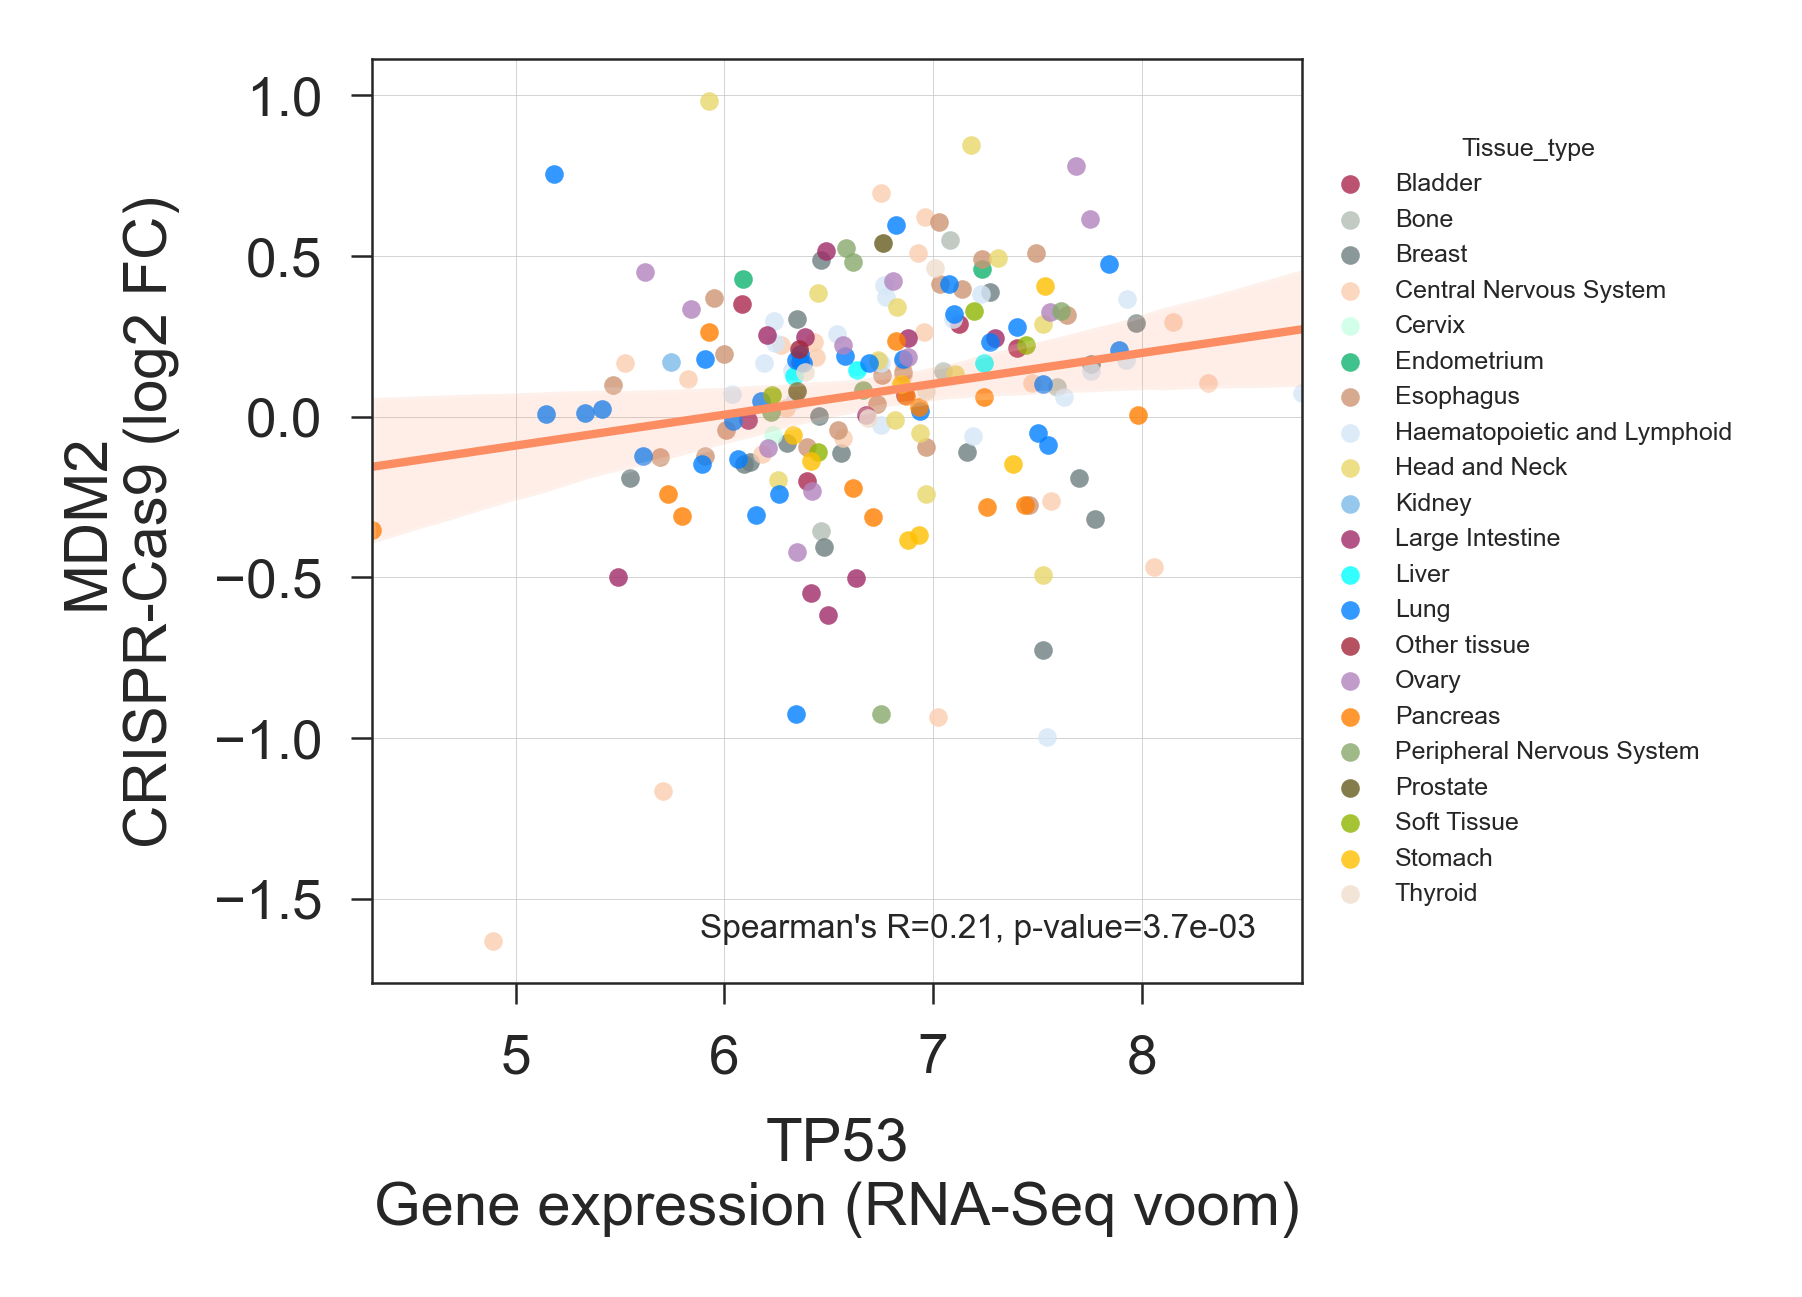 MDM2
CRISPR-Cas9 (log2 FC)
1.0
0.5
0.0
−0.5
−1.0
−1.5
Spearman's R=0.21, p-value=3.7e-03
5 6 7 8
TP53
Gene expression (RNA-Seq voom)
Tissue_type
Bladder
Bone
Breast
Central Nervous System
Cervix
Endometrium
Esophagus
Haematopoietic and Lymphoid
Head and Neck
Kidney
Large Intestine
Liver
Lung
Other tissue
Ovary
Pancreas
Peripheral Nervous System
Prostate
Soft Tissue
Stomach
Thyroid